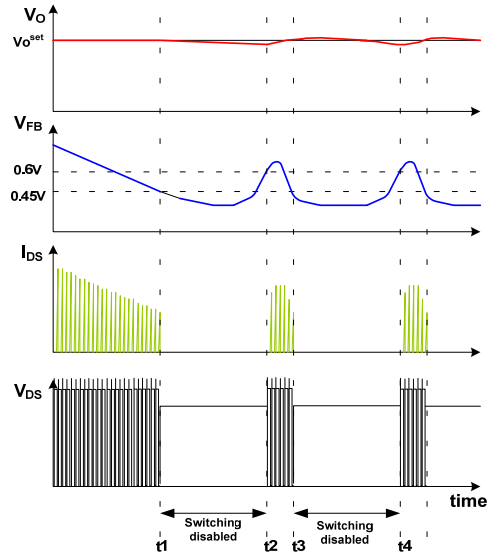 VO
Voset
VFB
0.6V
0.45V
IDS
VDS
time
Switching
disabled
Switching
disabled
t1
t2
t3
t4